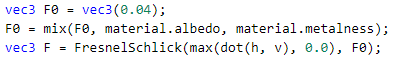 vec3 F0 = vec3(0.04);
F0 = mix(F0, material.albedo, material.metalness);
vec3 F = FresnelSchlick(max(dot(h, v), 0.0), F0);